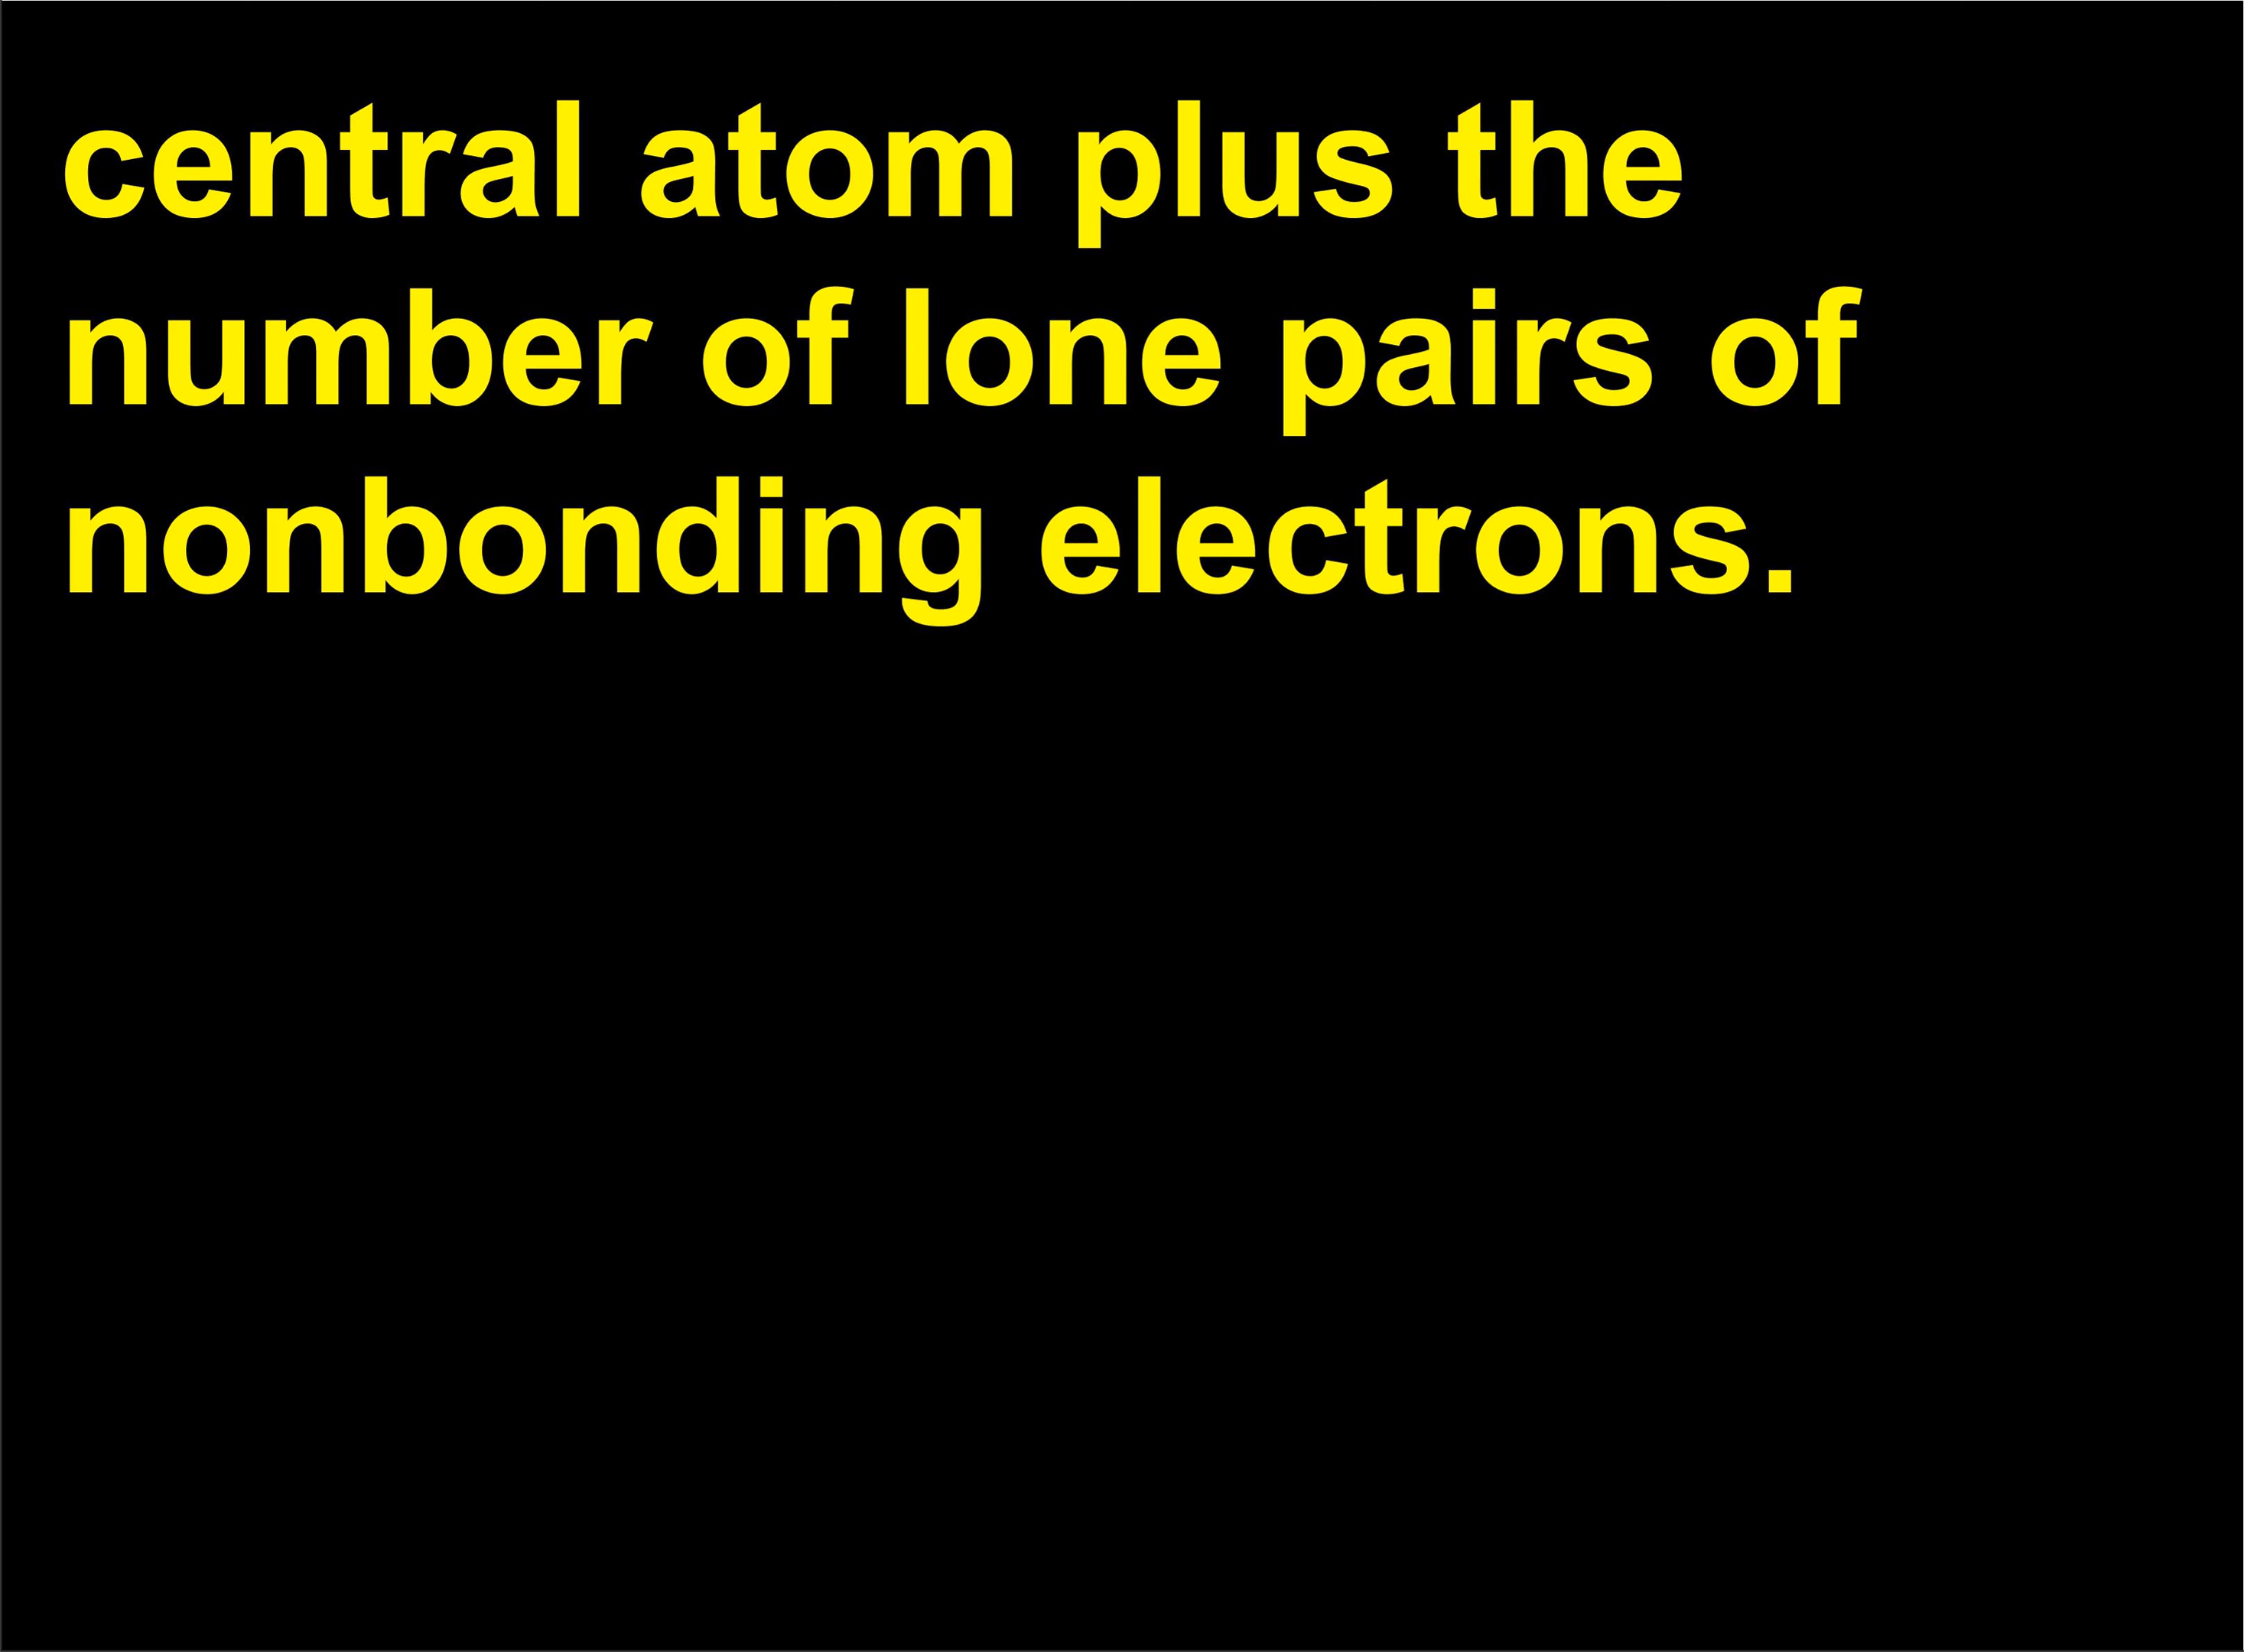 central atom plus the
number of lone pairs of
nonbonding electrons.